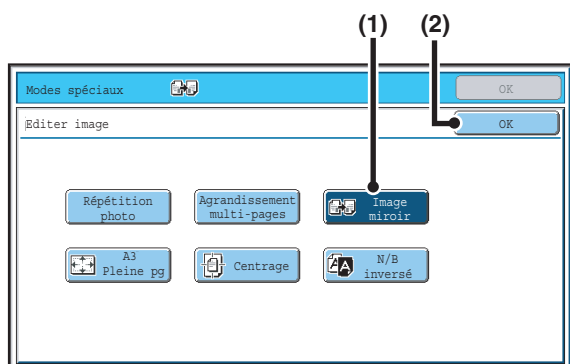 (1) (2)
Modes spéciaux OK
Editer image OK
Répétition
photo
Agrandissement
multi-pages
Image
miroir
A3
Pleine pg
Centrage
N/B
inversé